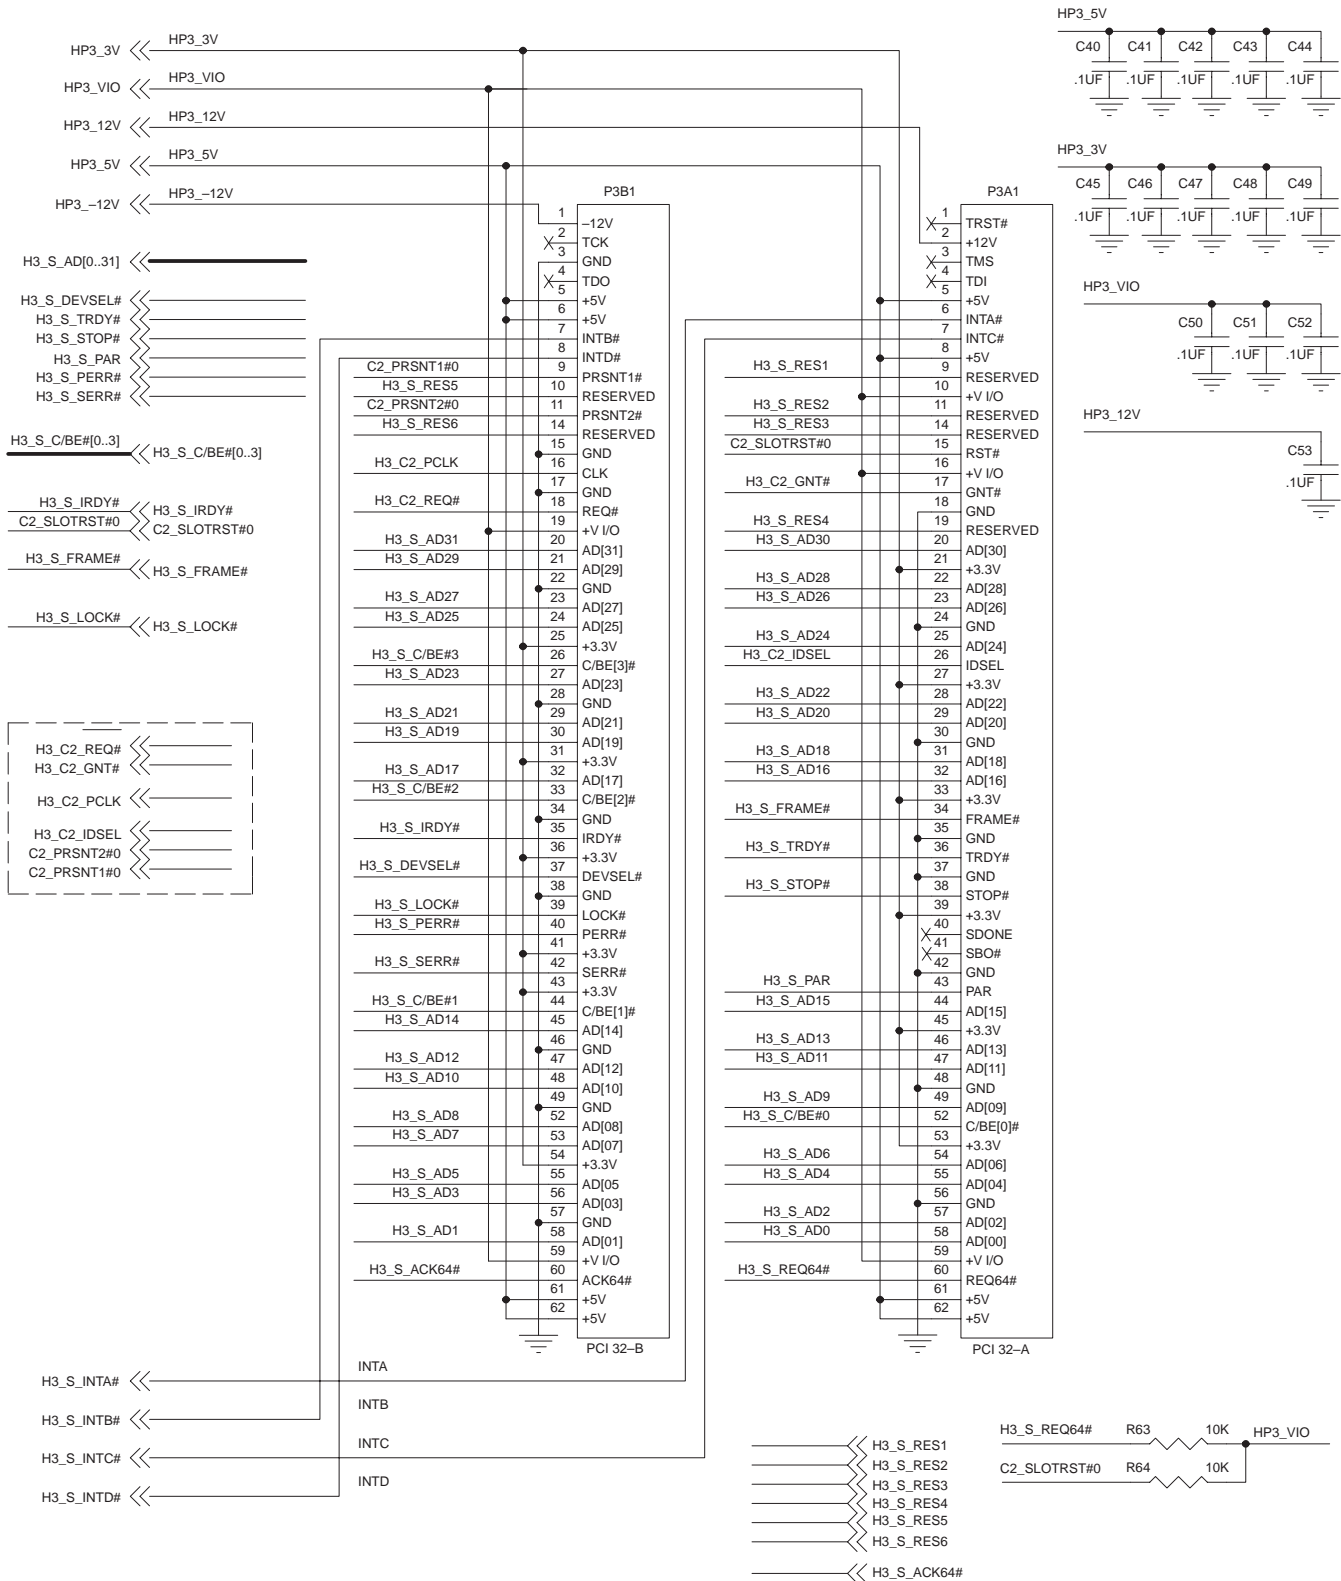 HP3_3V
HP3_3V
HP3_VIO
HP3_VIO
HP3_12V
HP3_12V
HP3_5V
HP3_5V
HP3_–12V
HP3_–12V
H3_S_AD[0..31]
H3_S_DEVSEL#
H3_S_TRDY#
H3_S_STOP#
H3_S_PAR
H3_S_PERR#
H3_S_SERR#
H3_S_C/BE#[0..3]
H3_S_C/BE#[0..3]
H3_S_IRDY#
H3_S_IRDY#
C2_SLOTRST#0
C2_SLOTRST#0
H3_S_FRAME#
H3_S_FRAME#
H3_S_LOCK#
H3_S_LOCK#
H3_C2_REQ#
H3_C2_GNT#
H3_C2_PCLK
H3_C2_IDSEL
C2_PRSNT2#0
C2_PRSNT1#0
P3B1
1 –12V
2 TCK
3 GND
4 TDO
5 +5V
6 +5V
7 INTB#
8 INTD#
C2_PRSNT1#0 9 PRSNT1#
H3_S_RES5 10 RESERVED
C2_PRSNT2#0 11 PRSNT2#
H3_S_RES6 14 RESERVED
15 GND
H3_C2_PCLK 16 CLK
17 GND
H3_C2_REQ# 18 REQ#
19 +V I/O
H3_S_AD31 20 AD[31]
H3_S_AD29 21 AD[29]
22 GND
H3_S_AD27 23 AD[27]
H3_S_AD25 24 AD[25]
25 +3.3V
H3_S_C/BE#3 26 C/BE[3]#
H3_S_AD23 27 AD[23]
28 GND
H3_S_AD21 29 AD[21]
H3_S_AD19 30 AD[19]
31 +3.3V
H3_S_AD17 32 AD[17]
H3_S_C/BE#2 33 C/BE[2]#
34 GND
H3_S_IRDY# 35 IRDY#
36 +3.3V
H3_S_DEVSEL# 37 DEVSEL#
38 GND
H3_S_LOCK# 39 LOCK#
H3_S_PERR# 40 PERR#
41 +3.3V
H3_S_SERR# 42 SERR#
43 +3.3V
H3_S_C/BE#1 44 C/BE[1]#
H3_S_AD14 45 AD[14]
46 GND
H3_S_AD12 47 AD[12]
H3_S_AD10 48 AD[10]
49 GND
H3_S_AD8 52 AD[08]
H3_S_AD7 53 AD[07]
54 +3.3V
H3_S_AD5 55 AD[05
H3_S_AD3 56 AD[03]
57 GND
H3_S_AD1 58 AD[01]
59 +V I/O
H3_S_ACK64# 60 ACK64#
61 +5V
62 +5V
PCI 32–B
P3A1
1 TRST#
2 +12V
3 TMS
4 TDI
5 +5V
6 INTA#
7 INTC#
8 +5V
H3_S_RES1 9 RESERVED
10 +V I/O
H3_S_RES2 11 RESERVED
H3_S_RES3 14 RESERVED
C2_SLOTRST#0 15 RST#
16 +V I/O
H3_C2_GNT# 17 GNT#
18 GND
H3_S_RES4 19 RESERVED
H3_S_AD30 20 AD[30]
21 +3.3V
H3_S_AD28 22 AD[28]
H3_S_AD26 23 AD[26]
24 GND
H3_S_AD24 25 AD[24]
H3_C2_IDSEL 26 IDSEL
27 +3.3V
H3_S_AD22 28 AD[22]
H3_S_AD20 29 AD[20]
30 GND
H3_S_AD18 31 AD[18]
H3_S_AD16 32 AD[16]
33 +3.3V
H3_S_FRAME# 34 FRAME#
35 GND
H3_S_TRDY# 36 TRDY#
37 GND
H3_S_STOP# 38 STOP#
39 +3.3V
40 SDONE
41 SBO#
42 GND
H3_S_PAR 43 PAR
H3_S_AD15 44 AD[15]
45 +3.3V
H3_S_AD13 46 AD[13]
H3_S_AD11 47 AD[11]
48 GND
H3_S_AD9 49 AD[09]
H3_S_C/BE#0 52 C/BE[0]#
53 +3.3V
H3_S_AD6 54 AD[06]
H3_S_AD4 55 AD[04]
56 GND
H3_S_AD2 57 AD[02]
H3_S_AD0 58 AD[00]
59 +V I/O
H3_S_REQ64# 60 REQ64#
61 +5V
62 +5V
PCI 32–A
HP3_5V
C40 C41 C42 C43 C44
.1UF .1UF .1UF .1UF .1UF
HP3_3V
C45 C46 C47 C48 C49
.1UF .1UF .1UF .1UF .1UF
HP3_VIO
C50 C51 C52
.1UF .1UF .1UF
HP3_12V
C53
.1UF
H3_S_INTA# INTA
H3_S_INTB# INTB
H3_S_INTC# INTC
H3_S_INTD# INTD
H3_S_RES1
H3_S_RES2
H3_S_RES3
H3_S_RES4
H3_S_RES5
H3_S_RES6
H3_S_ACK64#
H3_S_REQ64# R63 10K HP3_VIO
C2_SLOTRST#0 R64 10K